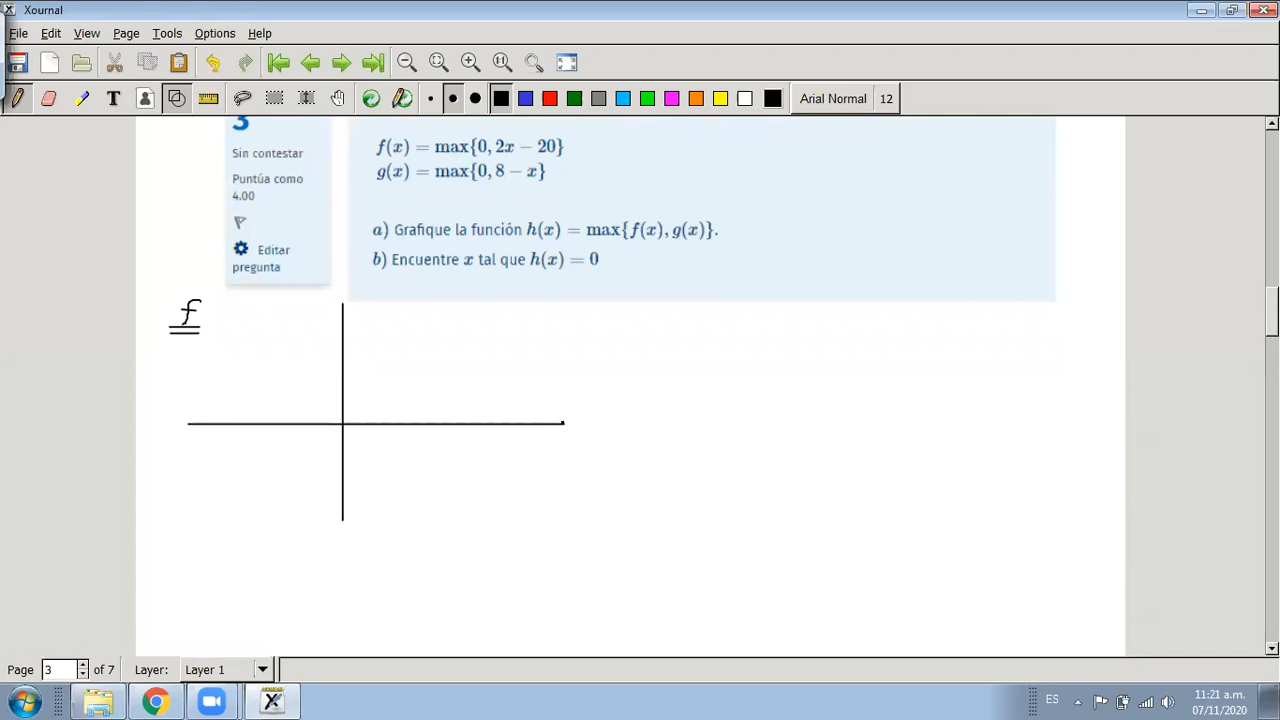 Xournal
File Edit View Page Tools Options Help
Arial Normal 12
3
Sin contestar
Puntúa como
4.00
Editar
pregunta
f(x) = max{0, 2x − 20}
g(x) = max{0, 8 − x}
a) Grafique la función h(x) = max{f(x), g(x)}.
b) Encuentre x tal que h(x) = 0
f
Page 3 of 7 Layer: Layer 1
ES
11:21 a.m.
07/11/2020